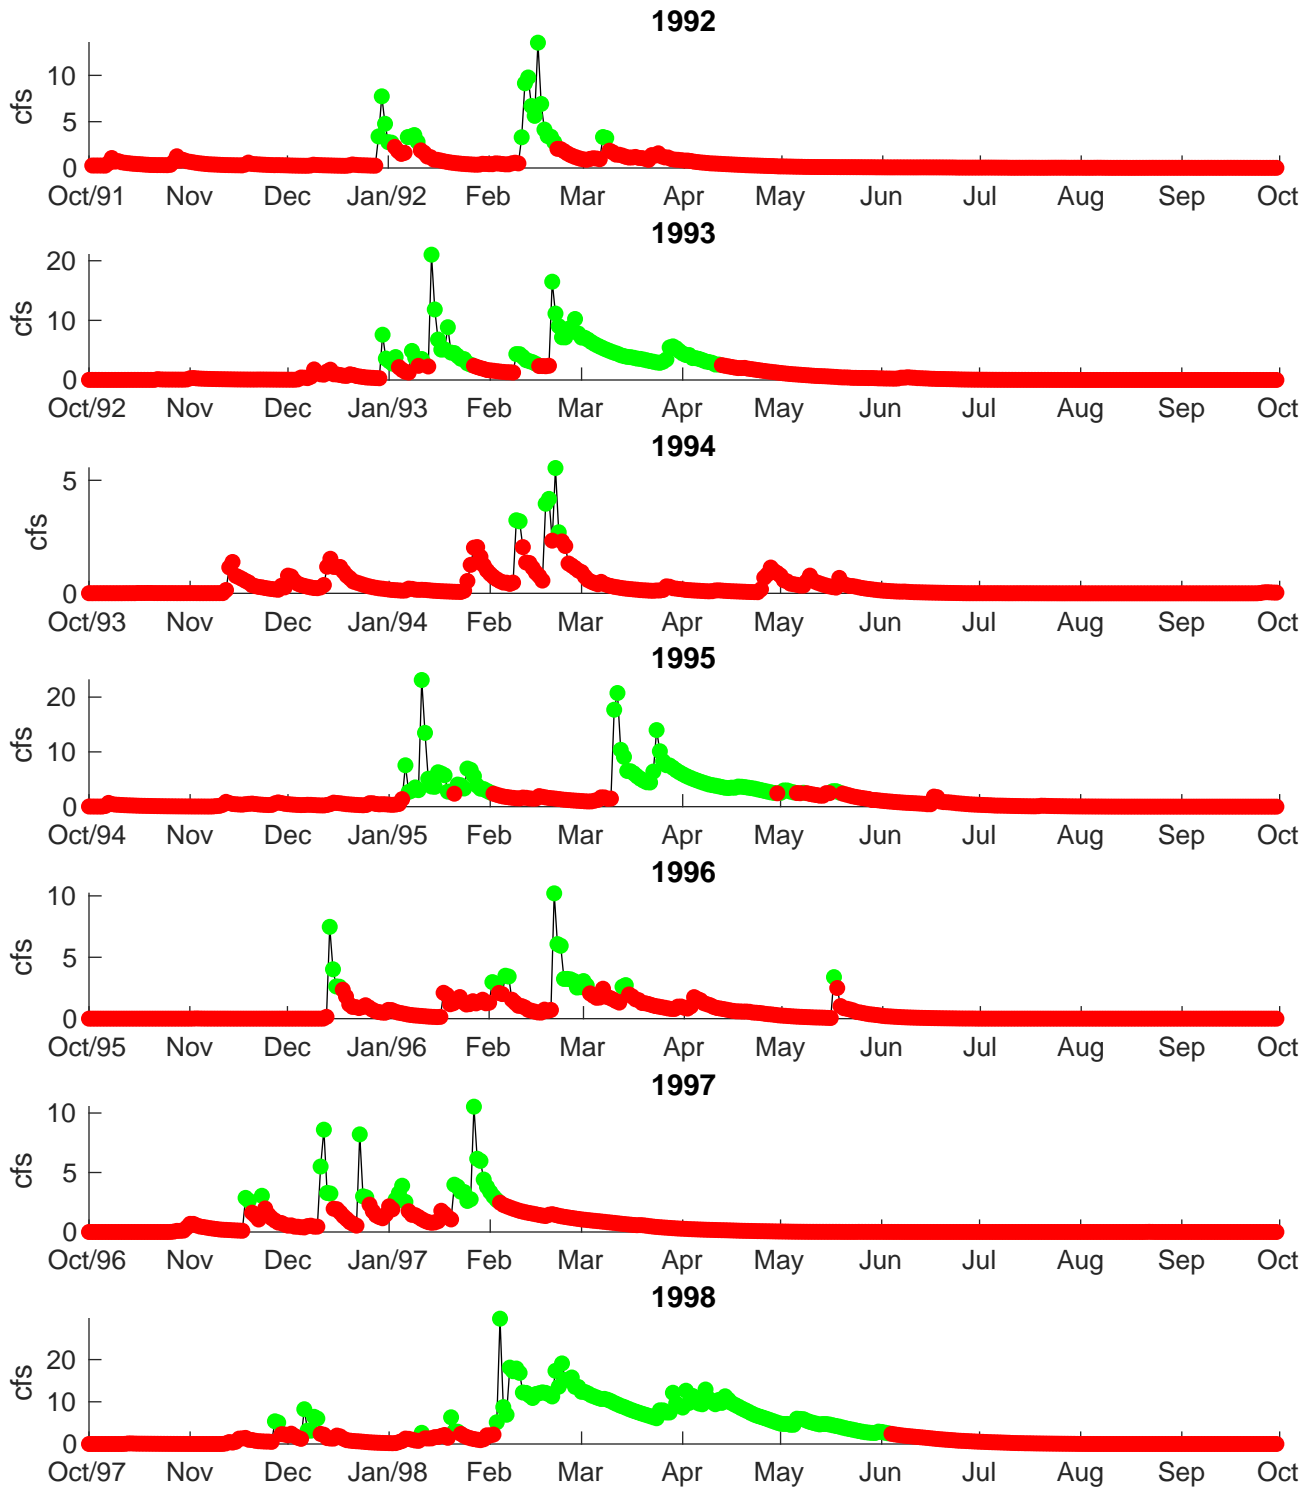 1992
10
5
0
cfs
Oct/91 Nov Dec Jan/92 Feb Mar Apr May Jun Jul Aug Sep Oct
1993
20
10
0
cfs
Oct/92 Nov Dec Jan/93 Feb Mar Apr May Jun Jul Aug Sep Oct
1994
5
0
cfs
Oct/93 Nov Dec Jan/94 Feb Mar Apr May Jun Jul Aug Sep Oct
1995
20
10
0
cfs
Oct/94 Nov Dec Jan/95 Feb Mar Apr May Jun Jul Aug Sep Oct
1996
10
5
0
cfs
Oct/95 Nov Dec Jan/96 Feb Mar Apr May Jun Jul Aug Sep Oct
1997
10
5
0
cfs
Oct/96 Nov Dec Jan/97 Feb Mar Apr May Jun Jul Aug Sep Oct
1998
20
10
0
cfs
Oct/97 Nov Dec Jan/98 Feb Mar Apr May Jun Jul Aug Sep Oct